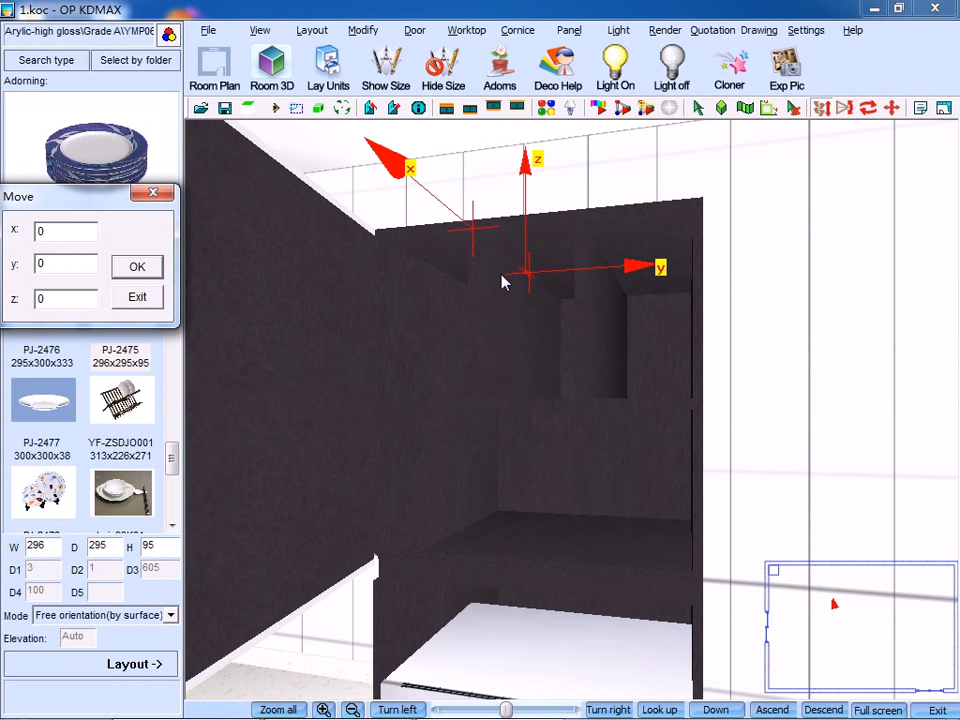 1.koc - OP KDMAX
Arylic-high gloss\Grade A\YMP06
File View Layout Modify Door Worktop Cornice Panel Light Render Quotation Drawing Settings Help
Search type Select by folder
Room Plan Room 3D Lay Units Show Size Hide Size Adorns Deco Help Light On Light off Cloner Exp Pic
Adorning:
Move
x: 0
y: 0
z: 0
OK
Exit
x
z
y
PJ-2476 PJ-2475
295x300x333 296x295x95
PJ-2477 YF-ZSDJO001
300x300x38 313x226x271
W 296 D 295 H 95
D1 3 D2 1 D3 605
D4 100 D5
Mode Free orientation(by surface)
Elevation: Auto
Layout ->
Zoom all Turn left Turn right Look up Down Ascend Descend Full screen Exit